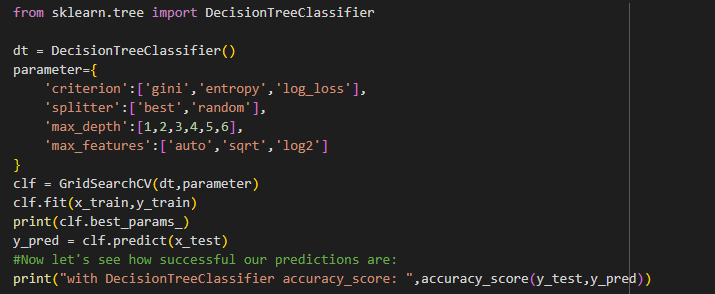 from sklearn.tree import DecisionTreeClassifier
dt = DecisionTreeClassifier()
parameter={
    'criterion':['gini','entropy','log_loss'],
    'splitter':['best','random'],
    'max_depth':[1,2,3,4,5,6],
    'max_features':['auto','sqrt','log2']
}
clf = GridSearchCV(dt,parameter)
clf.fit(x_train,y_train)
print(clf.best_params_)
y_pred = clf.predict(x_test)
#Now let's see how successful our predictions are:
print("with DecisionTreeClassifier accuracy_score: ",accuracy_score(y_test,y_pred))